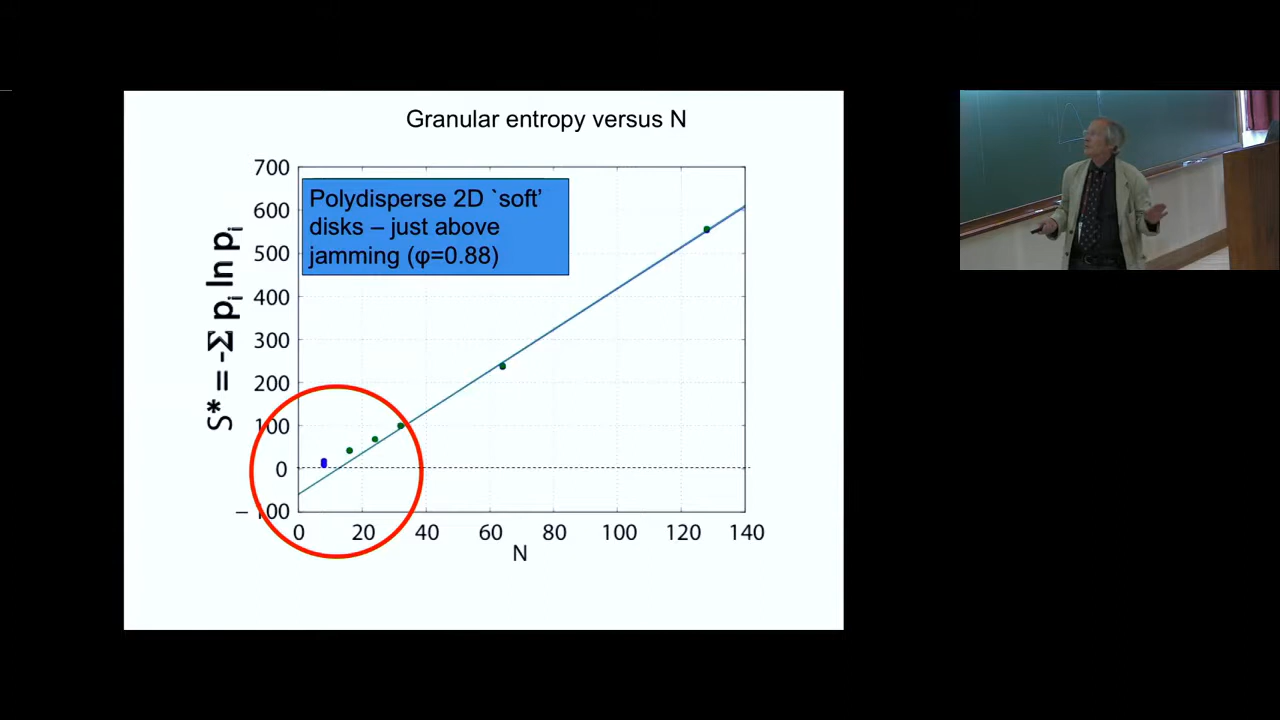 Granular entropy versus N
Polydisperse 2D `soft'
disks – just above
jamming (φ=0.88)
S* = -Σ pᵢ ln pᵢ
700
600
500
400
300
200
100
0
– 100
0 20 40 60 80 100 120 140
N